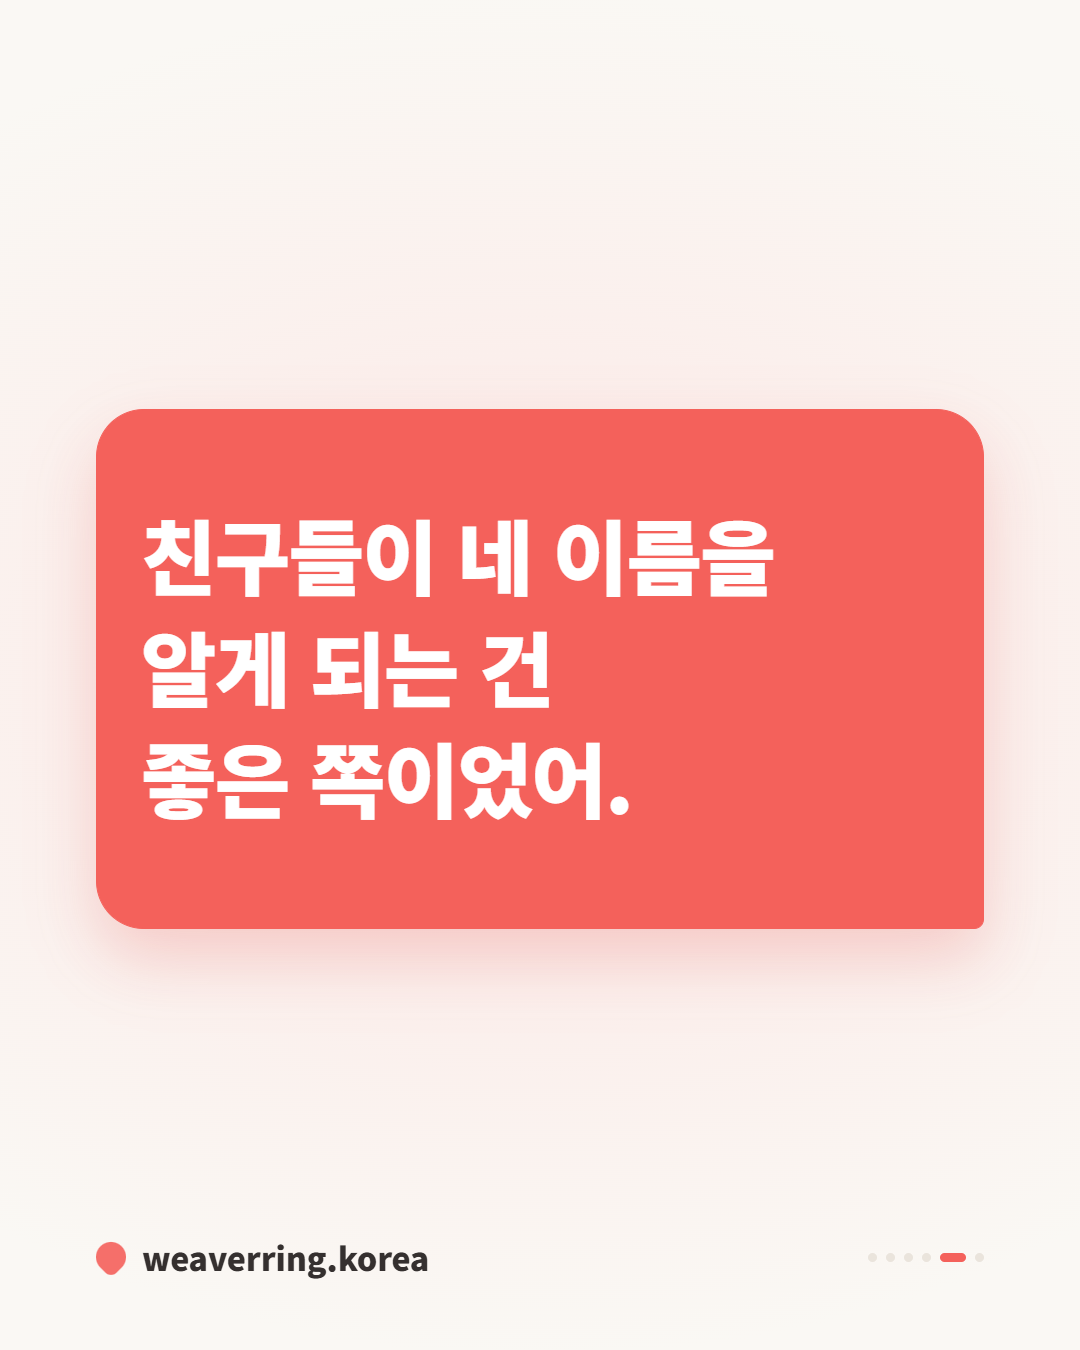 친구들이 네 이름을
알게 되는 건
좋은 쪽이었어.
weaverring.korea